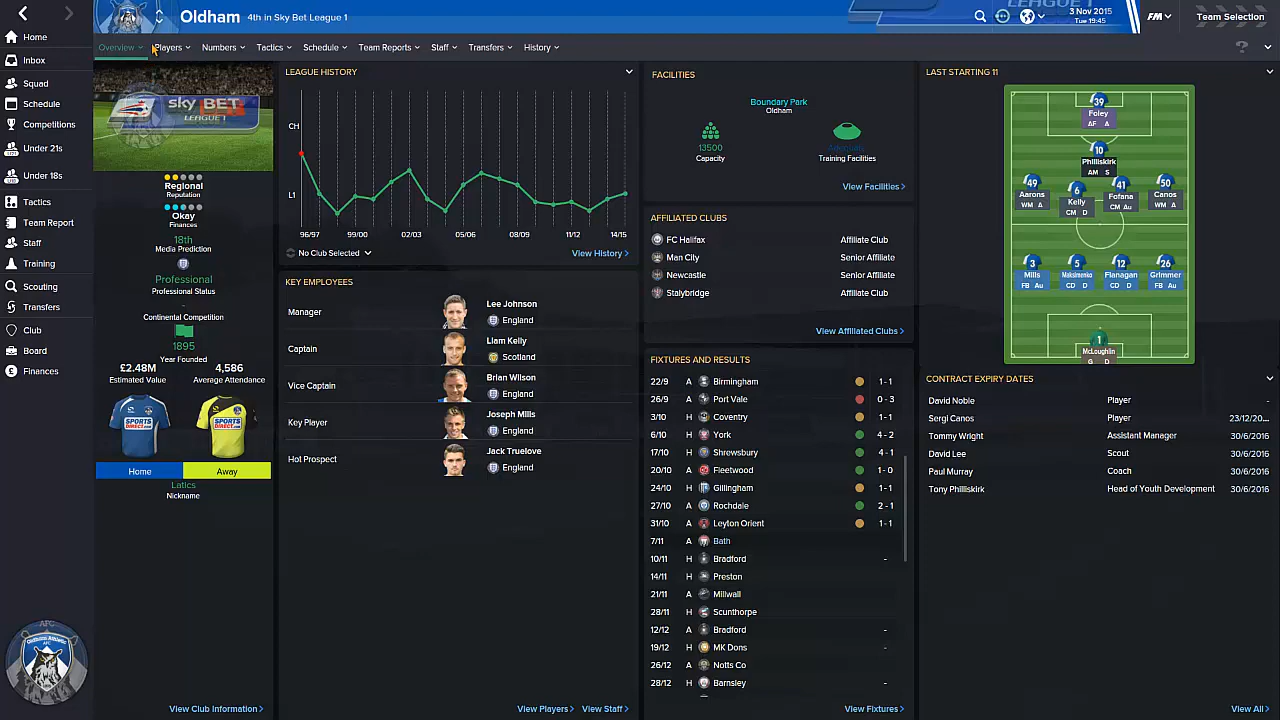 Oldham 4th in Sky Bet League 1
3 Nov 2015
Tue 19:45
FM
Team Selection
Overview Players Numbers Tactics Schedule Team Reports Staff Transfers History
Home
Inbox
Squad
Schedule
Competitions
Under 21s
Under 18s
Tactics
Team Report
Staff
Training
Scouting
Transfers
Club
Board
Finances
Oldham Athletic
AFC
sky BET
LEAGUE 1
Regional
Reputation
Okay
Finances
18th
Media Prediction
Professional
Professional Status
-
Continental Competition
1895
Year Founded
£2.48M
Estimated Value
4,586
Average Attendance
SPORTS
DIRECT.com
SPORTS
DIRECT.com
Home
Away
Latics
Nickname
View Club Information>
LEAGUE HISTORY
CH
L1
96/97 99/00 02/03 05/06 08/09 11/12 14/15
No Club Selected
View History>
KEY EMPLOYEES
Manager
Lee Johnson
England
Captain
Liam Kelly
Scotland
Vice Captain
Brian Wilson
England
Key Player
Joseph Mills
England
Hot Prospect
Jack Truelove
England
View Players> View Staff>
FACILITIES
Boundary Park
Oldham
13500
Capacity
Adequate
Training Facilities
View Facilities>
AFFILIATED CLUBS
FC Halifax Affiliate Club
Man City Senior Affiliate
Newcastle Senior Affiliate
Stalybridge Affiliate Club
View Affiliated Clubs>
FIXTURES AND RESULTS
22/9 A Birmingham 1-1
26/9 A Port Vale 0-3
3/10 H Coventry 1-1
6/10 H York 4-2
17/10 H Shrewsbury 4-1
20/10 A Fleetwood 1-0
24/10 H Gillingham 1-1
27/10 A Rochdale 2-1
31/10 A Leyton Orient 1-1
7/11 A Bath
10/11 H Bradford -
14/11 H Preston
21/11 A Millwall
28/11 H Scunthorpe
12/12 A Bradford -
19/12 H MK Dons -
26/12 A Notts Co
28/12 H Barnsley -
View Fixtures>
LAST STARTING 11
39
Foley
AF A
10
Philliskirk
AM S
49
Aarons
WM A
6
Kelly
CM D
41
Fofana
CM Au
50
Canos
WM A
3
Mills
FB Au
5
Maksimenko
CD D
12
Flanagan
CD D
26
Grimmer
FB Au
1
McLoughlin
G D
CONTRACT EXPIRY DATES
David Noble Player
Sergi Canos Player 23/12/20...
Tommy Wright Assistant Manager 30/6/2016
David Lee Scout 30/6/2016
Paul Murray Coach 30/6/2016
Tony Philliskirk Head of Youth Development 30/6/2016
View All>